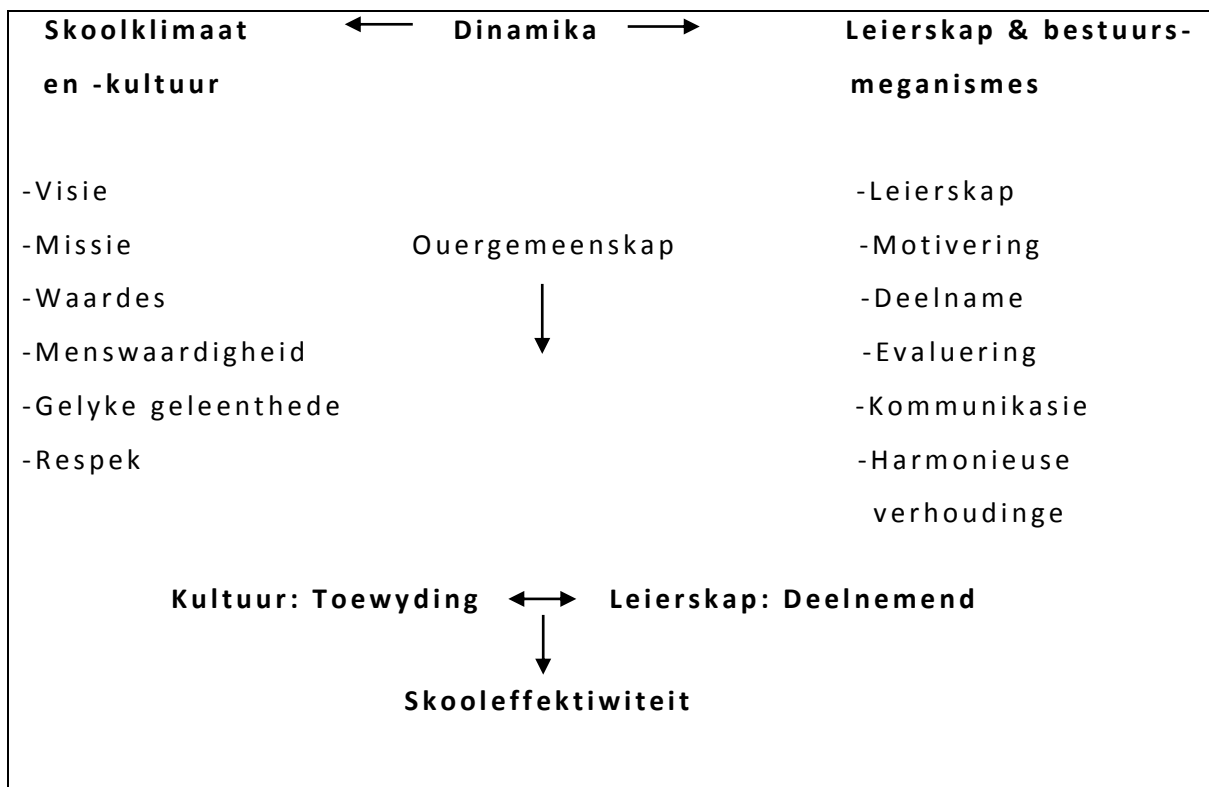 Skoolklimaat Dinamika Leierskap & bestuurs-
en -kultuur meganismes
-Visie -Leierskap
-Missie Ouergemeenskap -Motivering
-Waardes -Deelname
-Menswaardigheid -Evaluering
-Gelyke geleenthede -Kommunikasie
-Respek -Harmonieuse
verhoudinge
Kultuur: Toewyding Leierskap: Deelnemend
Skooleffektiwiteit